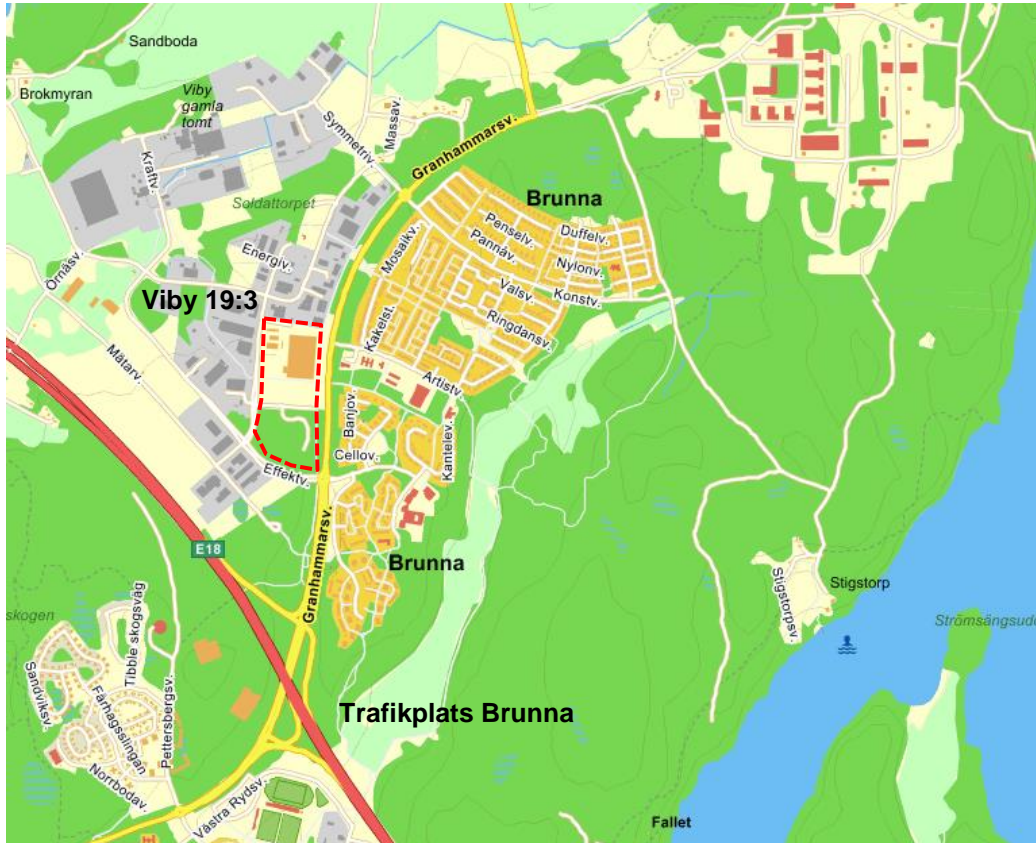 Sandboda
Brokmyran
Viby
gamla
tomt
Symmetriv.
Massav.
Kraftv.
Granhammarsv.
Soldattorpet
Brunna
Penselv.
Duffelv.
Mosaikv.
Pannåv.
Energiv.
Nylonv.
Örnäsv.
Valsv.
Konstv.
Viby 19:3
Kakelst.
Ringdansv.
Mätarv.
Artistv.
Banjov.
Kantelev.
Cellov.
Effektv.
E18
Granhammarsv.
Brunna
Stigstorp
Stigstorpsv.
skogen
Strömsängsudd
Tibble skogsväg
Sandviksv.
Fårhagsslingan
Pettersbergsv.
Trafikplats Brunna
Norrbodav.
Västra Rydsv.
Fallet
P